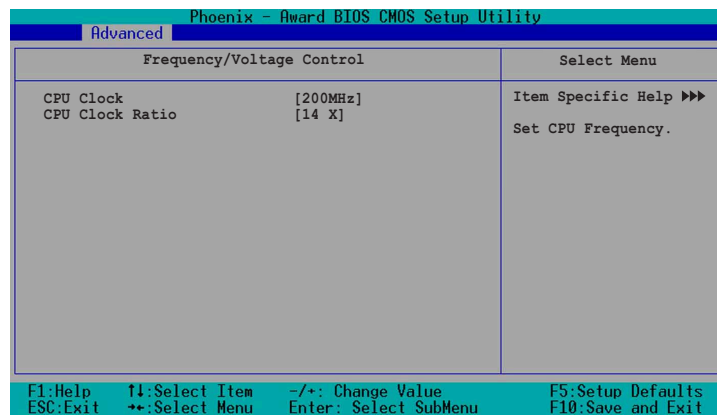 Phoenix - Award BIOS CMOS Setup Utility
Advanced
Frequency/Voltage Control
Select Menu
CPU Clock [200MHz]
CPU Clock Ratio [14 X]
Item Specific Help ▶▶▶
Set CPU Frequency.
F1:Help ↑↓:Select Item -/+: Change Value F5:Setup Defaults
ESC:Exit →←:Select Menu Enter: Select SubMenu F10:Save and Exit